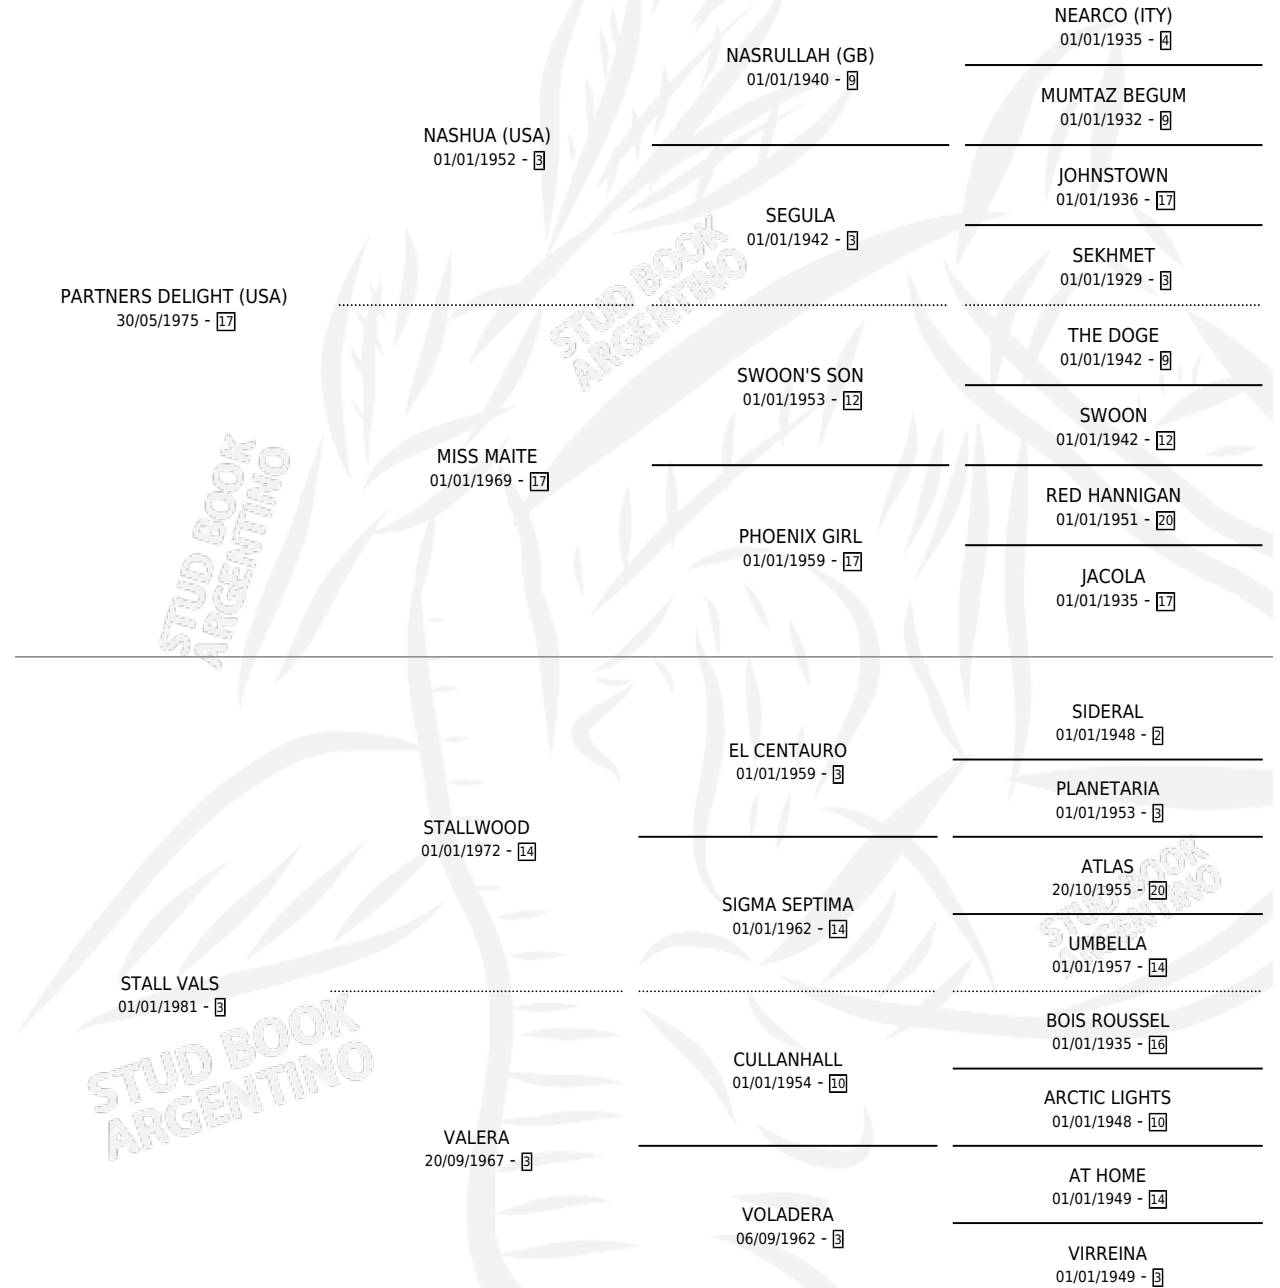 NEARCO (ITY)
01/01/1935 - 4
NASRULLAH (GB)
01/01/1940 - 9
MUMTAZ BEGUM
01/01/1932 - 9
NASHUA (USA)
01/01/1952 - 3
JOHNSTOWN
01/01/1936 - 17
SEGULA
01/01/1942 - 3
SEKHMET
01/01/1929 - 3
PARTNERS DELIGHT (USA)
30/05/1975 - 17
STUD BOOK
ARGENTINO
THE DOGE
01/01/1942 - 9
SWOON'S SON
01/01/1953 - 12
SWOON
01/01/1942 - 12
MISS MAITE
01/01/1969 - 17
RED HANNIGAN
01/01/1951 - 20
PHOENIX GIRL
01/01/1959 - 17
JACOLA
01/01/1935 - 17
STUD BOOK
ARGENTINO
SIDERAL
01/01/1948 - 2
EL CENTAURO
01/01/1959 - 3
PLANETARIA
01/01/1953 - 3
STALLWOOD
01/01/1972 - 14
ATLAS
20/10/1955 - 20
SIGMA SEPTIMA
01/01/1962 - 14
UMBELLA
01/01/1957 - 14
STUD BOOK
ARGENTINO
STALL VALS
01/01/1981 - 3
BOIS ROUSSEL
01/01/1935 - 16
CULLANHALL
01/01/1954 - 10
ARCTIC LIGHTS
01/01/1948 - 10
STUD BOOK
ARGENTINO
VALERA
20/09/1967 - 3
AT HOME
01/01/1949 - 14
VOLADERA
06/09/1962 - 3
VIRREINA
01/01/1949 - 3